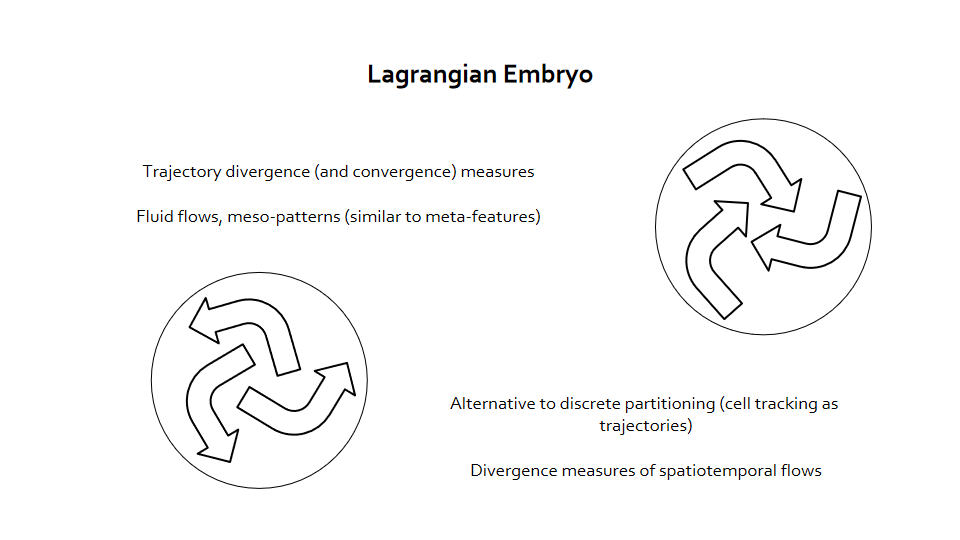 Lagrangian Embryo
Trajectory divergence (and convergence) measures
Fluid flows, meso-patterns (similar to meta-features)
Alternative to discrete partitioning (cell tracking as
trajectories)
Divergence measures of spatiotemporal flows